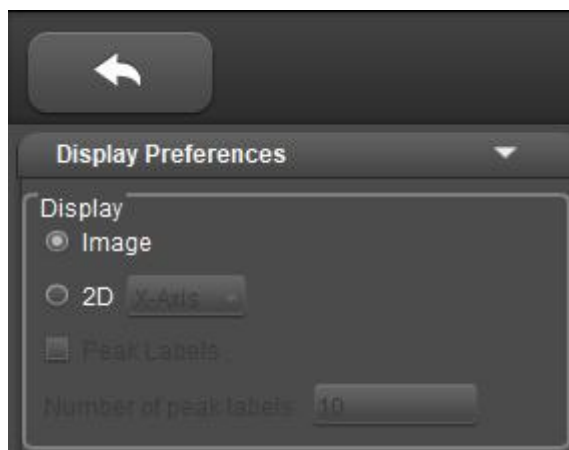 Display Preferences
Display
Image
2D X-Axis
Peak Labels
Number of peak labels 10